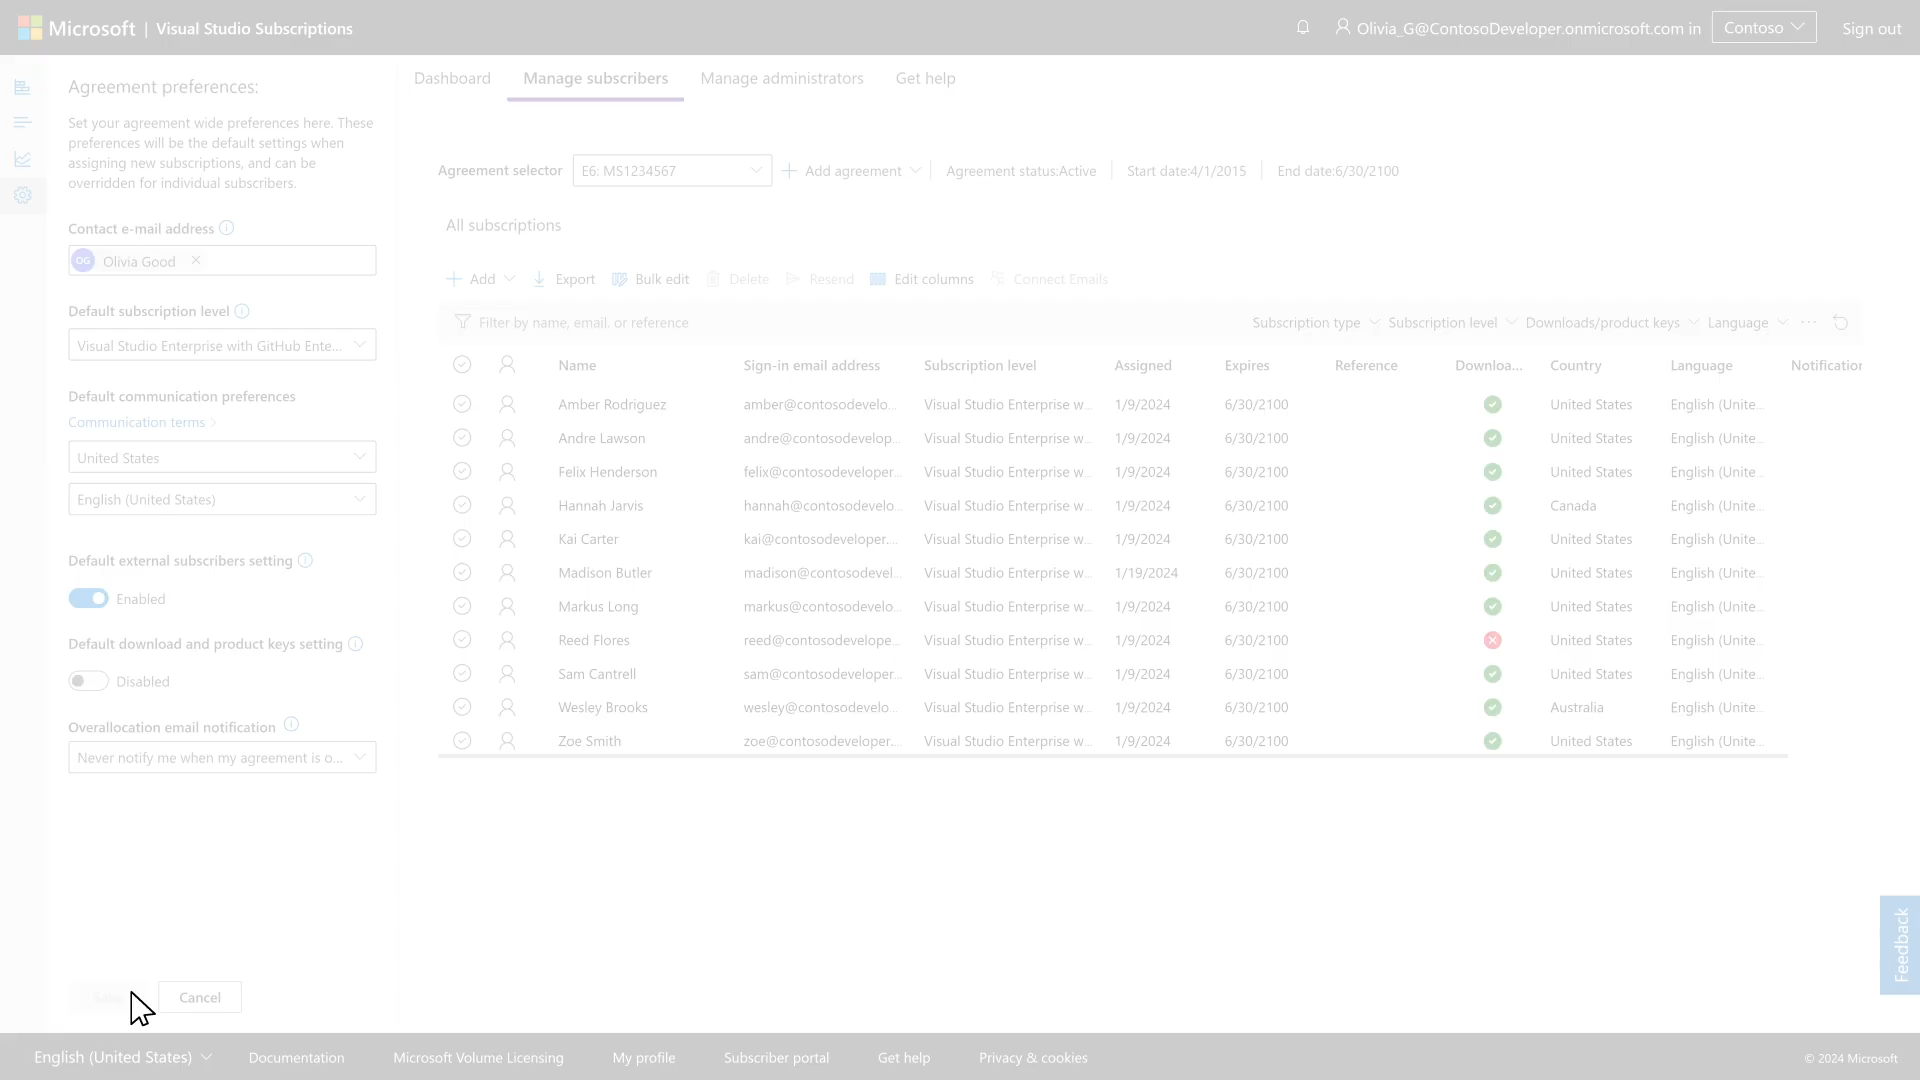 Microsoft | Visual Studio Subscriptions
Olivia_G@ContosoDeveloper.onmicrosoft.com in Contoso Sign out
Agreement preferences:
Set your agreement wide preferences here. These
preferences will be the default settings when
assigning new subscriptions, and can be
overridden for individual subscribers.
Contact e-mail address
OG Olivia Good
Default subscription level
Visual Studio Enterprise with GitHub Ente...
Default communication preferences
Communication terms
United States
English (United States)
Default external subscribers setting
Enabled
Default download and product keys setting
Disabled
Overallocation email notification
Never notify me when my agreement is o...
Cancel
Dashboard Manage subscribers Manage administrators Get help
Agreement selector E6: MS1234567 Add agreement Agreement status:Active Start date:4/1/2015 End date:6/30/2100
All subscriptions
Add Export Bulk edit Delete Resend Edit columns Connect Emails
Filter by name, email, or reference Subscription type Subscription level Downloads/product keys Language ...
Name Sign-in email address Subscription level Assigned Expires Reference Downloa... Country Language Notification
Amber Rodriguez amber@contosodevelo... Visual Studio Enterprise w... 1/9/2024 6/30/2100 United States English (Unite...
Andre Lawson andre@contosodevelop... Visual Studio Enterprise w... 1/9/2024 6/30/2100 United States English (Unite...
Felix Henderson felix@contosodeveloper... Visual Studio Enterprise w... 1/9/2024 6/30/2100 United States English (Unite...
Hannah Jarvis hannah@contosodevelo... Visual Studio Enterprise w... 1/9/2024 6/30/2100 Canada English (Unite...
Kai Carter kai@contosodeveloper.... Visual Studio Enterprise w... 1/9/2024 6/30/2100 United States English (Unite...
Madison Butler madison@contosodevel... Visual Studio Enterprise w... 1/19/2024 6/30/2100 United States English (Unite...
Markus Long markus@contosodevelo... Visual Studio Enterprise w... 1/9/2024 6/30/2100 United States English (Unite...
Reed Flores reed@contosodevelope... Visual Studio Enterprise w... 1/9/2024 6/30/2100 United States English (Unite...
Sam Cantrell sam@contosodeveloper... Visual Studio Enterprise w... 1/9/2024 6/30/2100 United States English (Unite...
Wesley Brooks wesley@contosodevelo... Visual Studio Enterprise w... 1/9/2024 6/30/2100 Australia English (Unite...
Zoe Smith zoe@contosodeveloper.... Visual Studio Enterprise w... 1/9/2024 6/30/2100 United States English (Unite...
Feedback
English (United States) Documentation Microsoft Volume Licensing My profile Subscriber portal Get help Privacy & cookies © 2024 Microsoft